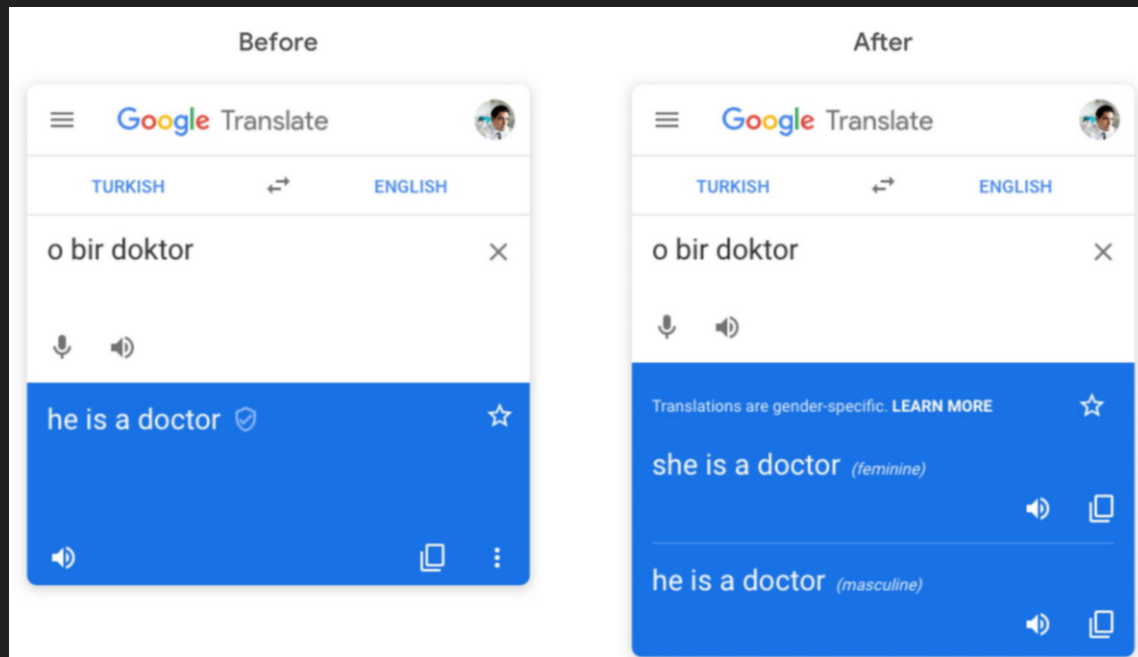 Before
Google Translate
TURKISH ENGLISH
o bir doktor
he is a doctor
After
Google Translate
TURKISH ENGLISH
o bir doktor
Translations are gender-specific. LEARN MORE
she is a doctor (feminine)
he is a doctor (masculine)